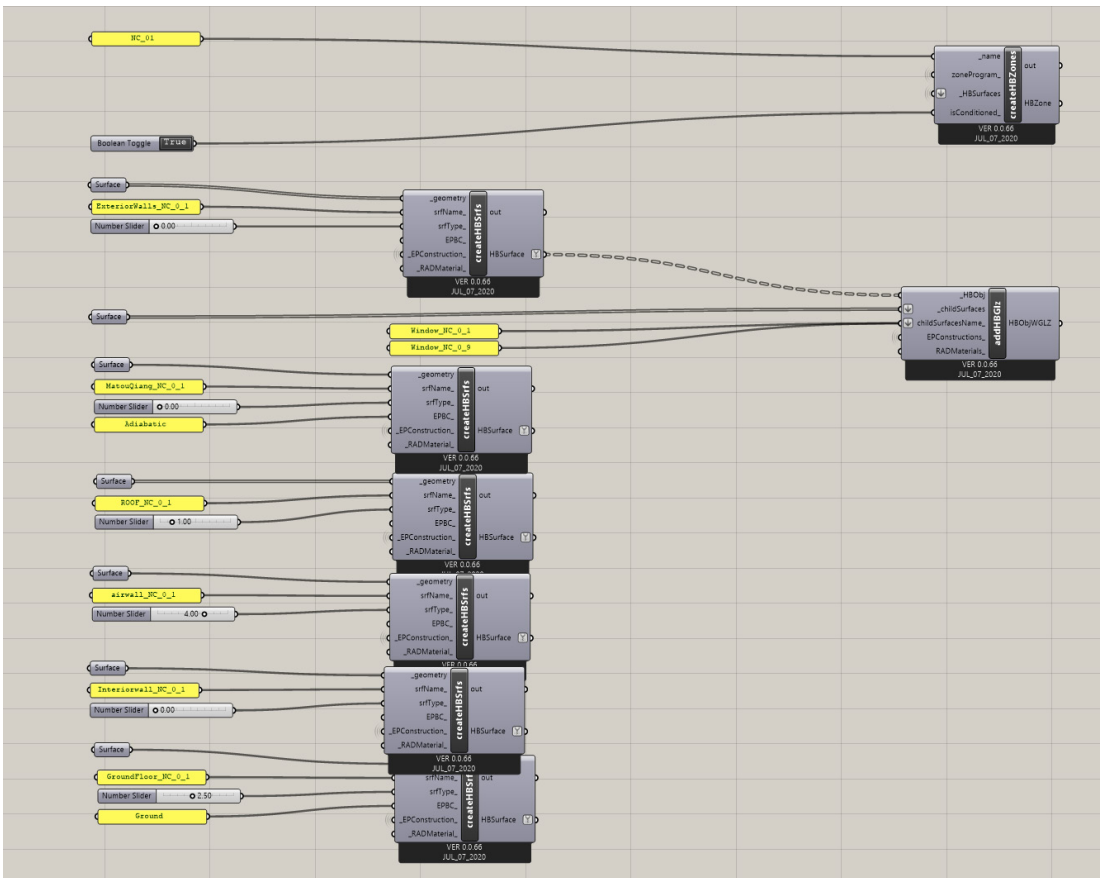 NC_01
_name
zoneProgram_
_HBSurfaces
isConditioned_
createHBZones
out
HBZone
VER 0.0.66
JUL_07_2020
Boolean Toggle True
Surface
ExteriorWalls_NC_0_1
Number Slider 0.00
_geometry
srfName_
srfType_
EPBC_
_EPConstruction_
_RADMaterial_
createHBSrfs
out
HBSurface
VER 0.0.66
JUL_07_2020
Surface
Window_NC_0_1
Window_NC_0_9
_HBObj
_childSurfaces
childSurfacesName_
EPConstructions_
RADMaterials_
addHBGlz
HBObjWGLZ
VER 0.0.66
JUL_07_2020
Surface
MatouQiang_NC_0_1
Number Slider 0.00
Adiabatic
_geometry
srfName_
srfType_
EPBC_
_EPConstruction_
_RADMaterial_
createHBSrfs
out
HBSurface
VER 0.0.66
JUL_07_2020
Surface
ROOF_NC_0_1
Number Slider 1.00
_geometry
srfName_
srfType_
EPBC_
_EPConstruction_
_RADMaterial_
createHBSrfs
out
HBSurface
VER 0.0.66
Surface
airwall_NC_0_1
Number Slider 4.00
_geometry
srfName_
srfType_
EPBC_
_EPConstruction_
_RADMaterial_
createHBSrfs
out
HBSurface
VER 0.0.66
Surface
Interiorwall_NC_0_1
Number Slider 0.00
_geometry
srfName_
srfType_
EPBC_
_EPConstruction_
_RADMaterial_
createHBSrfs
out
HBSurface
VER 0.0.66
JUL_07_2020
Surface
GroundFloor_NC_0_1
Number Slider 2.50
Ground
srfName_
srfType_
EPBC_
_EPConstruction_
_RADMaterial_
createHBSrf
out
HBSurface
VER 0.0.66
JUL_07_2020